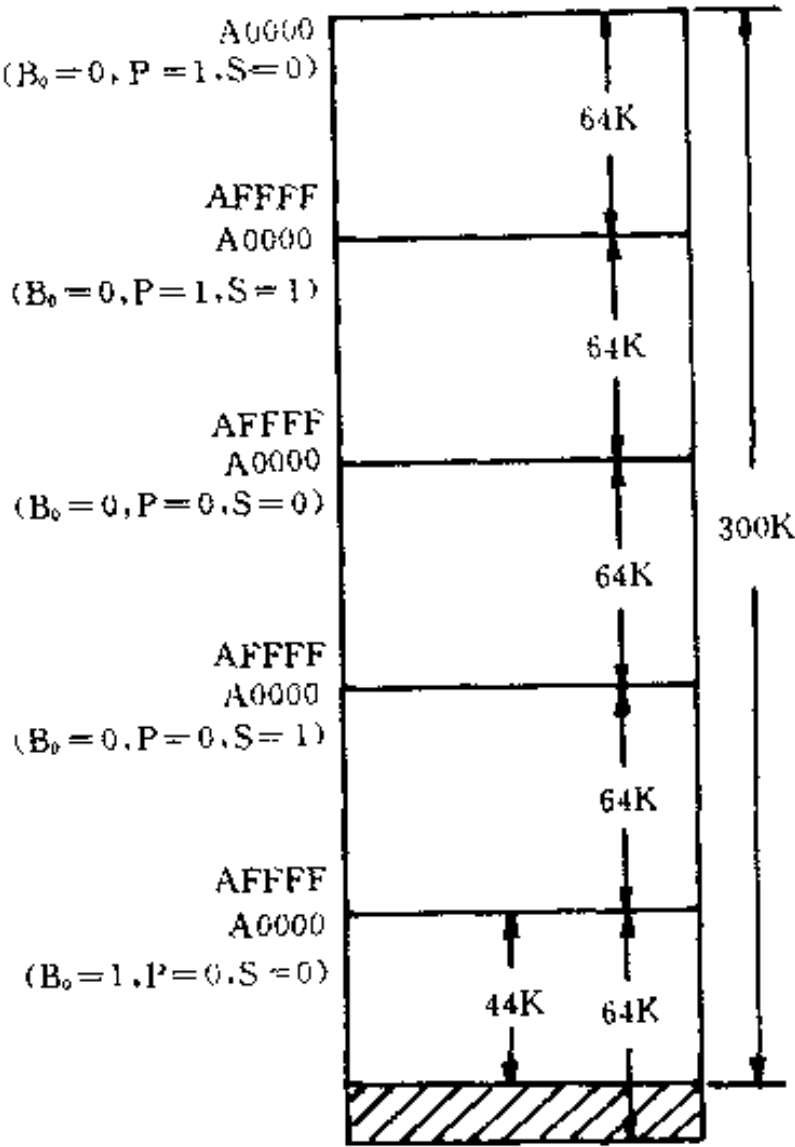 A0000
(B₀=0,P=1,S=0)
64K
AFFFF
A0000
(B₀=0,P=1,S=1)
64K
AFFFF
A0000
(B₀=0,P=0,S=0)
300K
64K
AFFFF
A0000
(B₀=0,P=0,S=1)
64K
AFFFF
A0000
(B₀=1,P=0,S=0)
44K
64K